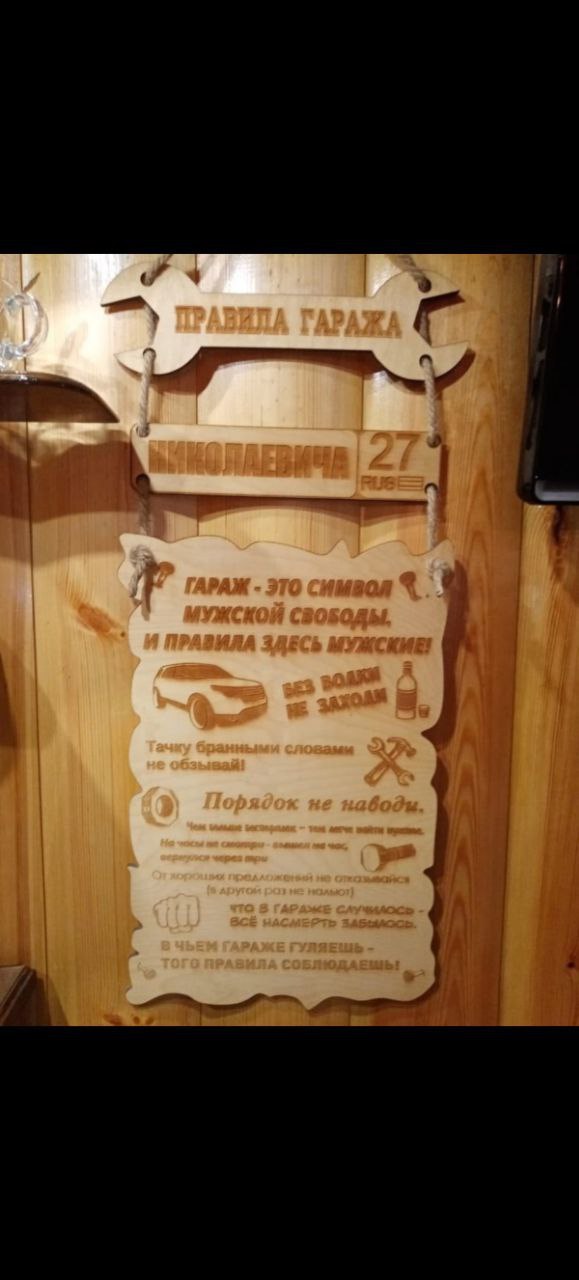 ПРАВИЛА ГАРАЖА
НИКОЛАЕВИЧА 27
RUS
ГАРАЖ - ЭТО СИМВОЛ
МУЖСКОЙ СВОБОДЫ,
И ПРАВИЛА ЗДЕСЬ МУЖСКИЕ!
БЕЗ ВОДКИ
НЕ ЗАХОДИ
Тачку бранными словами
не обзывай!
Порядок не наводи.
Чем больше беспорядок - тем легче найти нужное.
На часы не смотри - вышел на час,
вернулся через три
От хороших предложений не отказывайся
(в другой раз не нальют)
ЧТО В ГАРАЖЕ СЛУЧИЛОСЬ -
ВСЁ НАСМЕРТЬ ЗАБЫЛОСЬ.
В ЧЬЕМ ГАРАЖЕ ГУЛЯЕШЬ -
ТОГО ПРАВИЛА СОБЛЮДАЕШЬ!